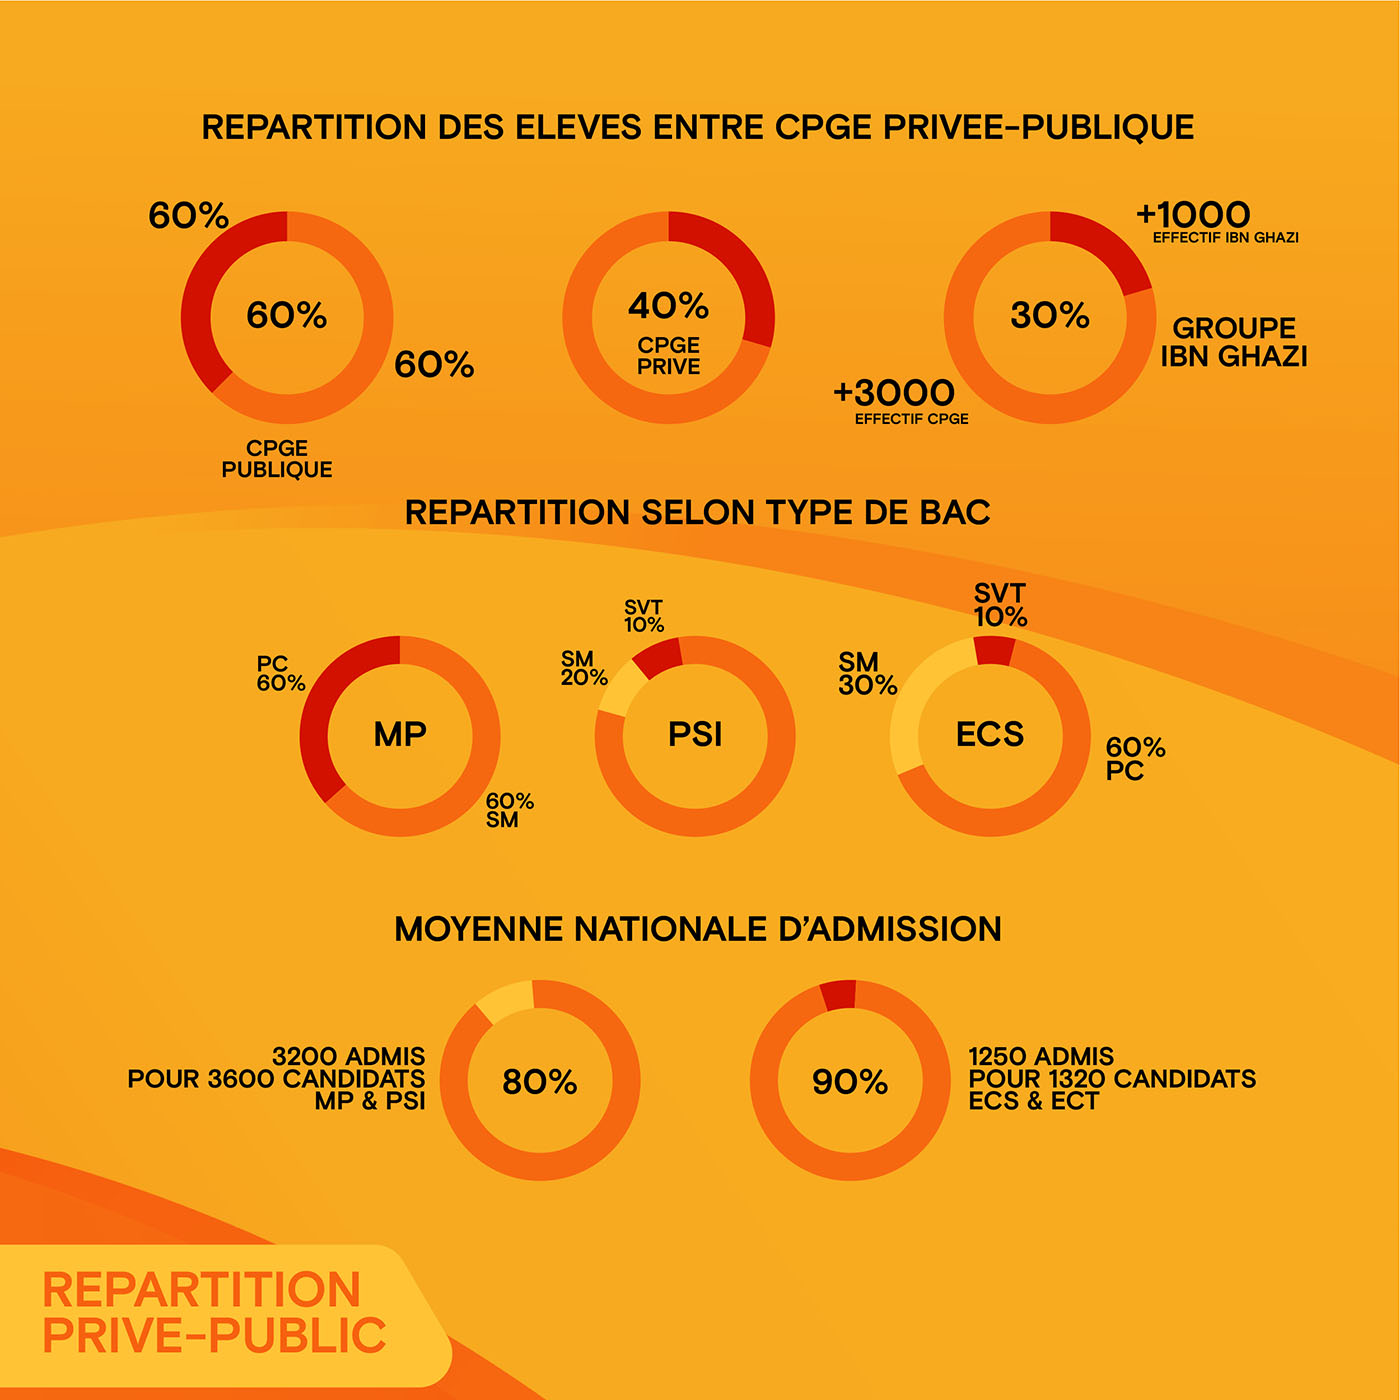 REPARTITION DES ELEVES ENTRE CPGE PRIVEE-PUBLIQUE
60%
60%
60%
CPGE
PUBLIQUE
40%
CPGE
PRIVE
+1000
EFFECTIF IBN GHAZI
30%
GROUPE
IBN GHAZI
+3000
EFFECTIF CPGE
REPARTITION SELON TYPE DE BAC
PC
60%
MP
60%
SM
SVT
10%
SM
20%
PSI
SVT
10%
SM
30%
ECS
60%
PC
MOYENNE NATIONALE D’ADMISSION
3200 ADMIS
POUR 3600 CANDIDATS
MP & PSI
80%
90%
1250 ADMIS
POUR 1320 CANDIDATS
ECS & ECT
REPARTITION
PRIVE-PUBLIC